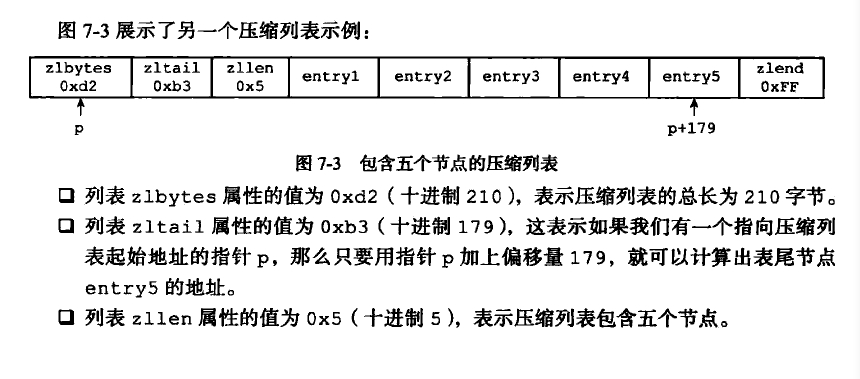 图 7-3 展示了另一个压缩列表示例：
zlbytes zltail zllen entry1 entry2 entry3 entry4 entry5 zlend
0xd2 0xb3 0x5 0xFF
p p+179
图 7-3 包含五个节点的压缩列表
❑ 列表 zlbytes 属性的值为 0xd2（十进制 210），表示压缩列表的总长为 210 字节。
❑ 列表 zltail 属性的值为 0xb3（十进制 179），这表示如果我们有一个指向压缩列
表起始地址的指针 p，那么只要用指针 p 加上偏移量 179，就可以计算出表尾节点
entry5 的地址。
❑ 列表 zllen 属性的值为 0x5（十进制 5），表示压缩列表包含五个节点。